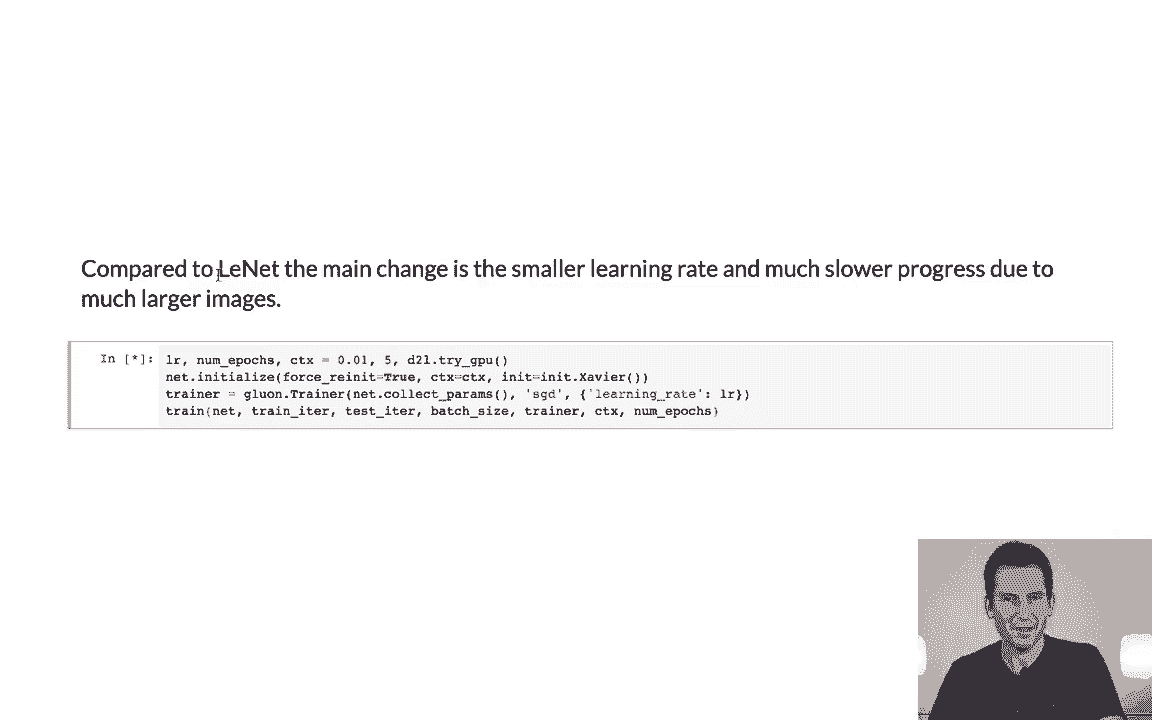 Compared to LeNet the main change is the smaller learning rate and much slower progress due to
much larger images.
In [*]: lr, num_epochs, ctx = 0.01, 5, d2l.try_gpu()
net.initialize(force_reinit=True, ctx=ctx, init=init.Xavier())
trainer = gluon.Trainer(net.collect_params(), 'sgd', {'learning_rate': lr})
train(net, train_iter, test_iter, batch_size, trainer, ctx, num_epochs)